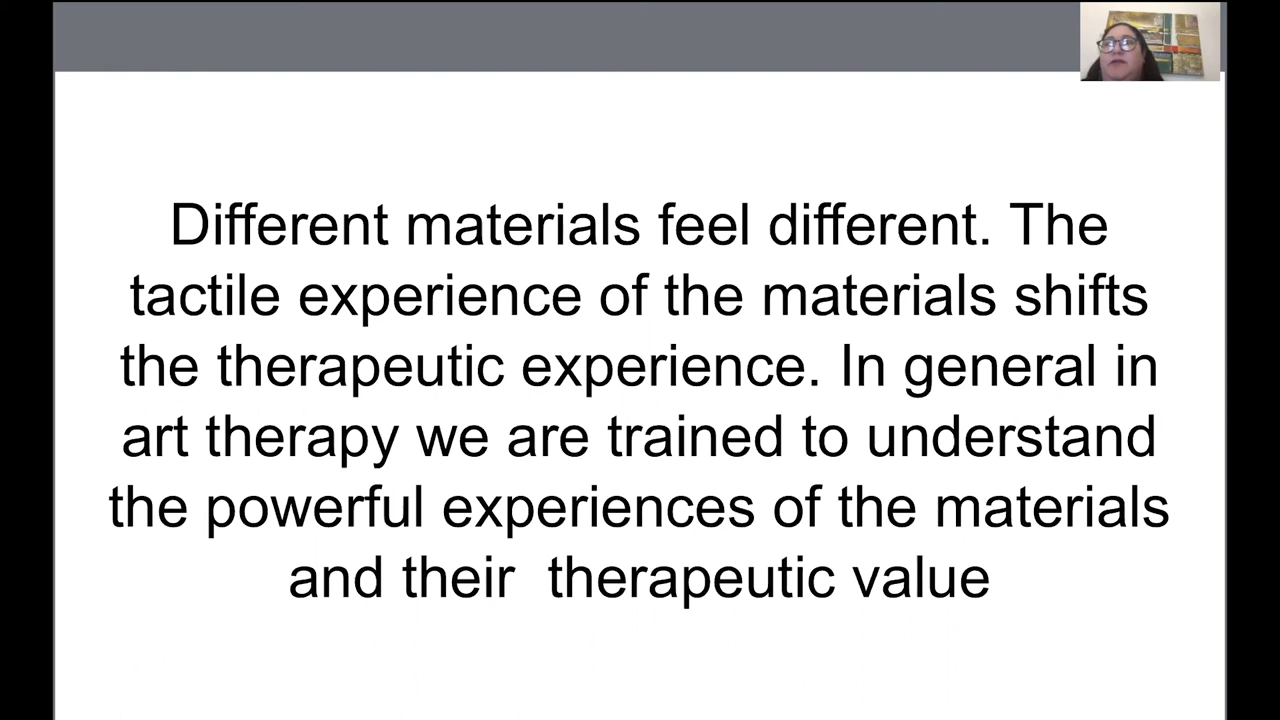 Different materials feel different. The
tactile experience of the materials shifts
the therapeutic experience. In general in
art therapy we are trained to understand
the powerful experiences of the materials
and their  therapeutic value